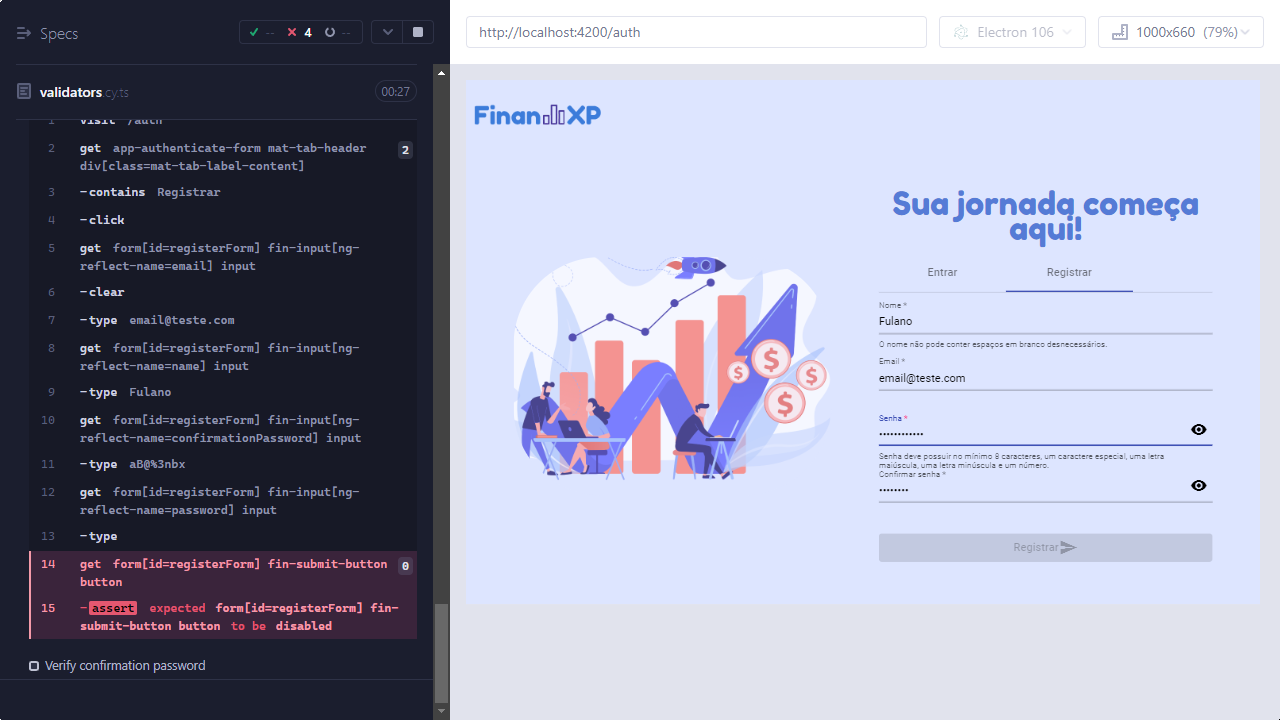 Specs
-- 4 --
validators.cy.ts
00:27
1 visit /auth
2 get app-authenticate-form mat-tab-header 2
div[class=mat-tab-label-content]
3 -contains Registrar
4 -click
5 get form[id=registerForm] fin-input[ng-
reflect-name=email] input
6 -clear
7 -type email@teste.com
8 get form[id=registerForm] fin-input[ng-
reflect-name=name] input
9 -type Fulano
10 get form[id=registerForm] fin-input[ng-
reflect-name=confirmationPassword] input
11 -type aB@%3nbx
12 get form[id=registerForm] fin-input[ng-
reflect-name=password] input
13 -type
14 get form[id=registerForm] fin-submit-button 0
button
15 -assert expected form[id=registerForm] fin-
submit-button button to be disabled
Verify confirmation password
http://localhost:4200/auth
Electron 106
1000x660 (79%)
Finan XP
Sua jornada começa
aqui!
Entrar Registrar
Nome *
Fulano
O nome não pode conter espaços em branco desnecessários.
Email *
email@teste.com
Senha *
••••••••••••
Senha deve possuir no mínimo 8 caracteres, um caractere especial, uma letra
maiúscula, uma letra minúscula e um número.
Confirmar senha *
••••••••
Registrar